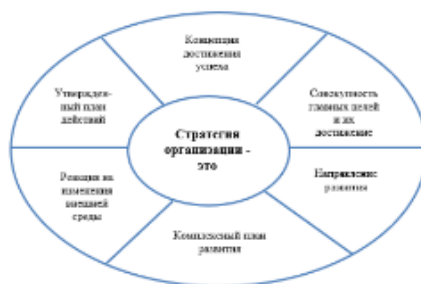 Концепция
достижения
успеха
Утвержден-
ный план
действий
Совокупность
главных целей
и их
достижение
Стратегия
организации -
это
Реакция на
изменения
внешней
среды
Направление
развития
Комплексный план
развития